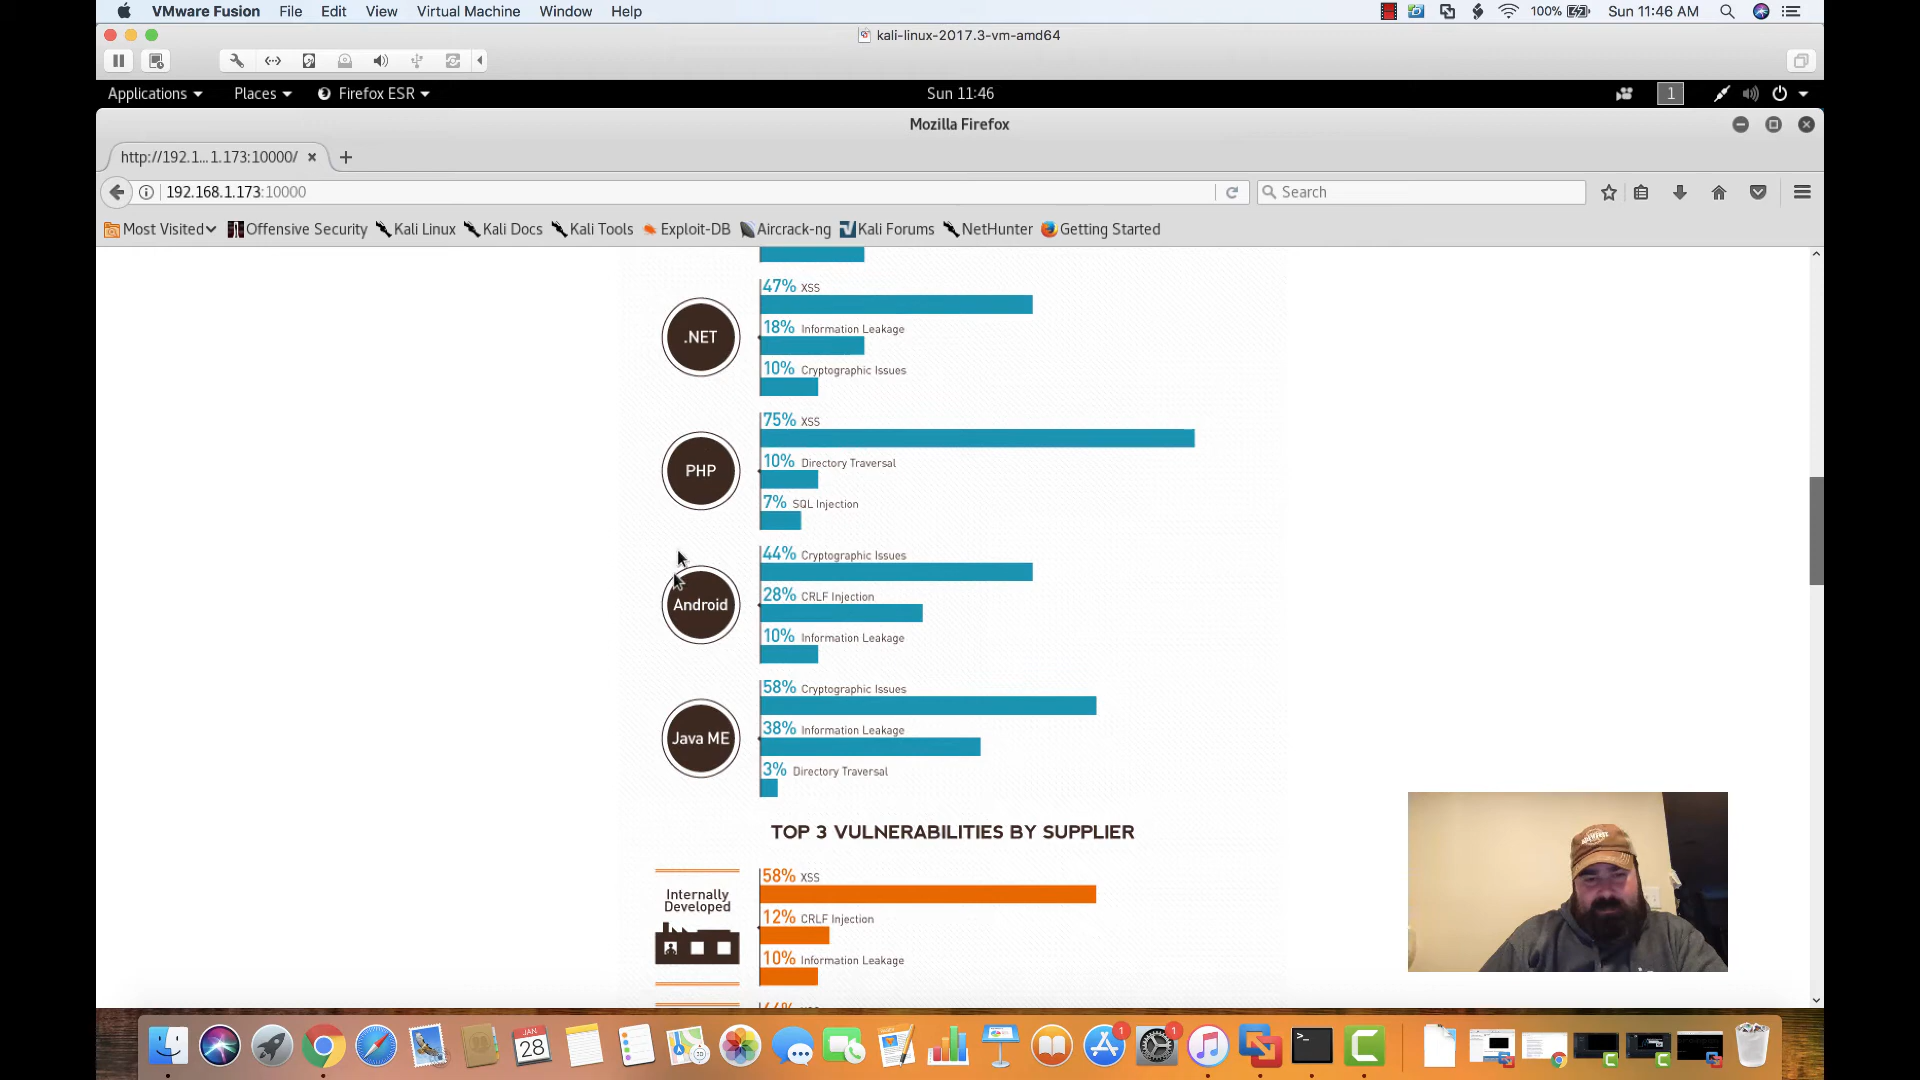 VMware Fusion File Edit View Virtual Machine Window Help 100% Sun 11:46 AM
kali-linux-2017.3-vm-amd64
Applications Places Firefox ESR Sun 11:46 1
Mozilla Firefox
http://192.1...1.173:10000/
192.168.1.173:10000 Search
Most Visited Offensive Security Kali Linux Kali Docs Kali Tools Exploit-DB Aircrack-ng Kali Forums NetHunter Getting Started
.NET
47% XSS
18% Information Leakage
10% Cryptographic Issues
PHP
75% XSS
10% Directory Traversal
7% SQL Injection
Android
44% Cryptographic Issues
28% CRLF Injection
10% Information Leakage
Java ME
58% Cryptographic Issues
38% Information Leakage
3% Directory Traversal
TOP 3 VULNERABILITIES BY SUPPLIER
Internally
Developed
58% XSS
12% CRLF Injection
10% Information Leakage
JAN
28
1
1